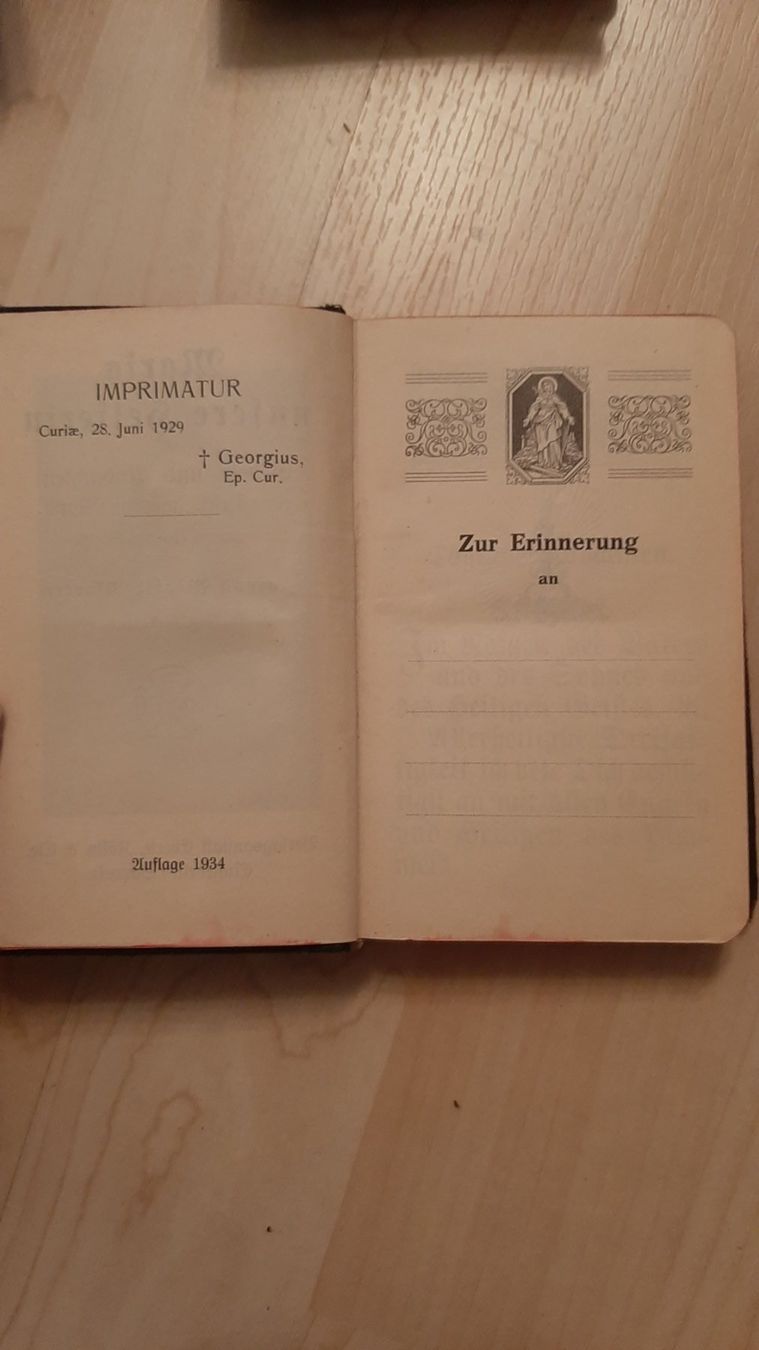 IMPRIMATUR
Curiæ, 28. Juni 1929
† Georgius,
Ep. Cur.
Auflage 1934
Zur Erinnerung
an